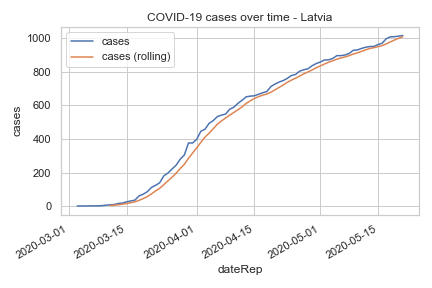 COVID-19 cases over time - Latvia
cases
cases (rolling)
1000
800
600
400
200
0
cases
2020-03-01
2020-03-15
2020-04-01
2020-04-15
2020-05-01
2020-05-15
dateRep